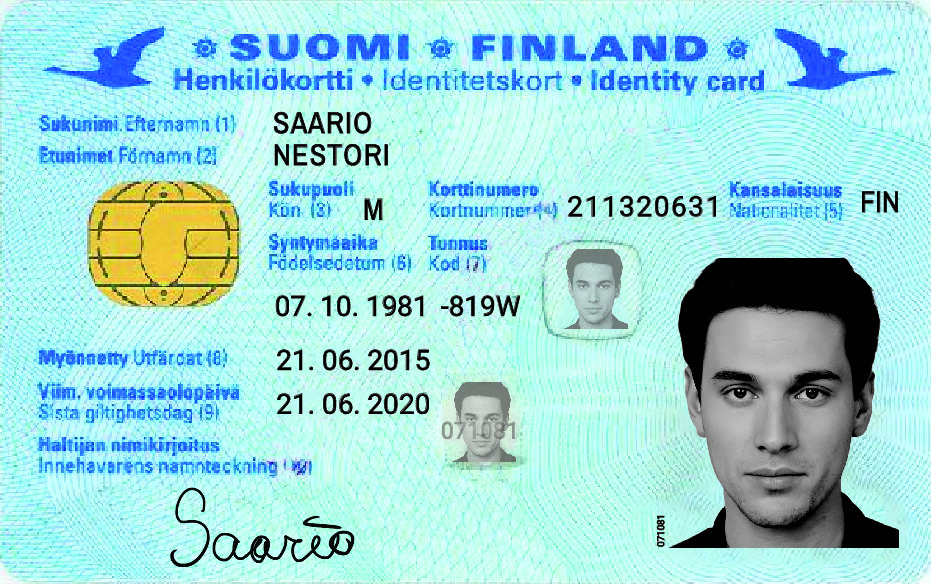 SUOMI FINLAND
Henkilökortti • Identitetskort • Identity card
Sukunimi Efternamn (1) SAARIO
Etunimet Förnamn (2) NESTORI
Sukupuoli Kön (3) M
Korttinumero Kortnummer (4) 211320631
Kansalaisuus Nationalitet (5) FIN
Syntymäaika Födelsedetum (6)
Tunnus Kod (7)
07. 10. 1981 -819W
Myönnetty Utfärdat (8) 21. 06. 2015
Viim. voimassaolopäivä
Sista giltighetsdag (9) 21. 06. 2020
071081
Haltijan nimikirjoitus
Innehavarens namnteckning
Saario
071081